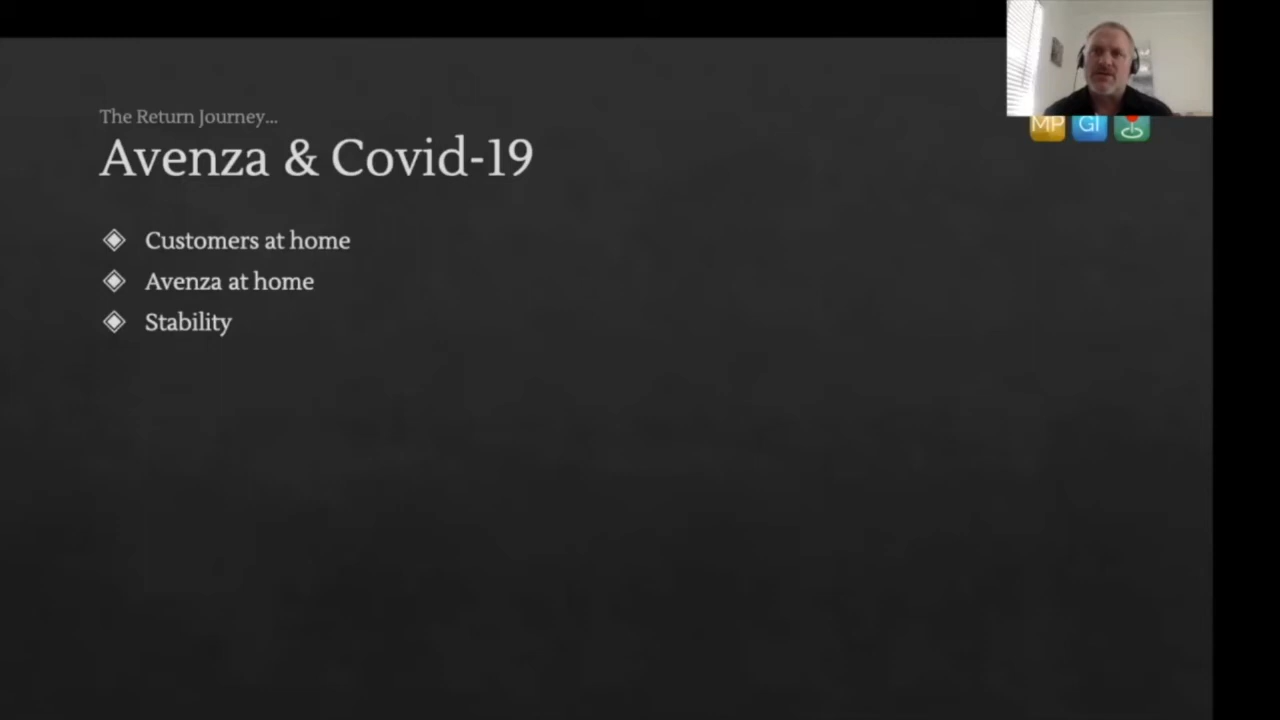 The Return Journey...
Avenza & Covid-19
Customers at home
Avenza at home
Stability
MP GI